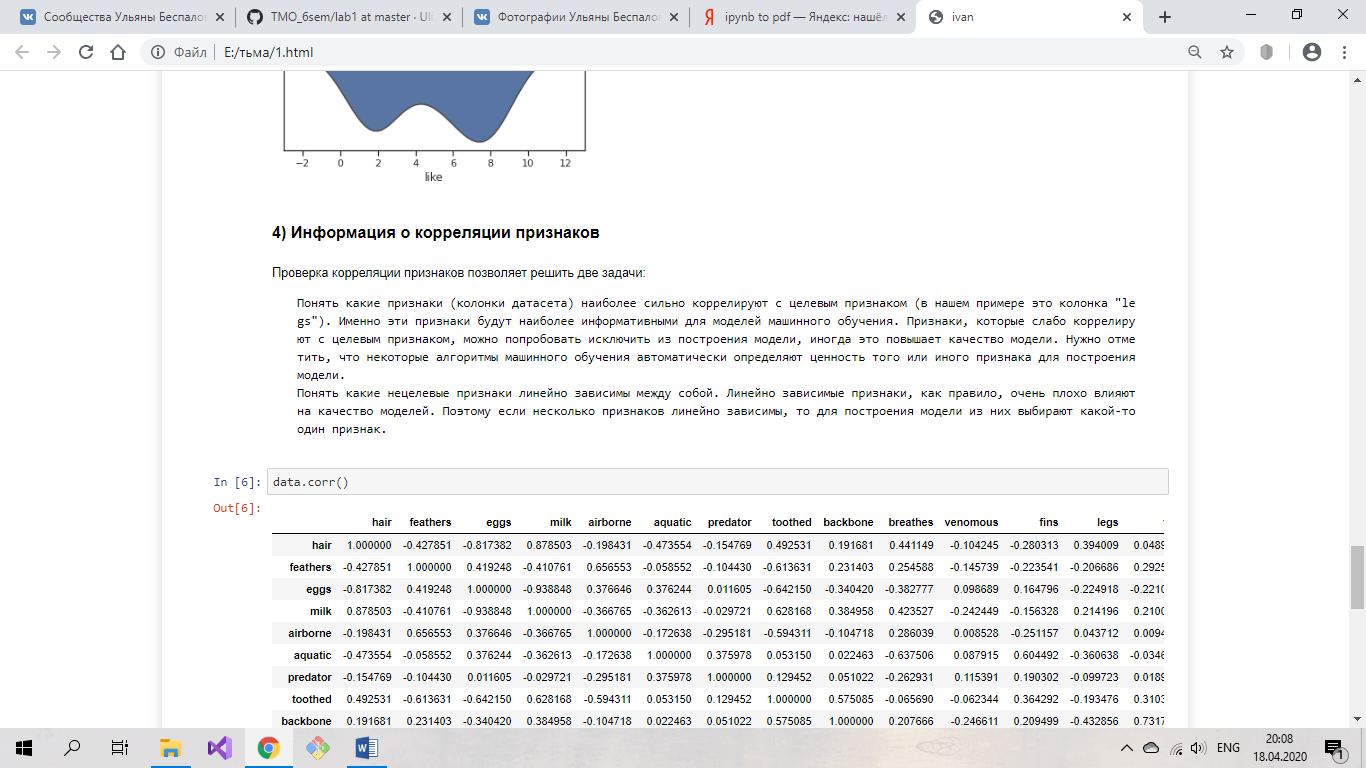 Сообщества Ульяны Беспалов
TMO_6sem/lab1 at master · Uli
Фотографии Ульяны Беспалов
ipynb to pdf — Яндекс: нашёл
ivan
Файл | E:/тьма/1.html
−2 0 2 4 6 8 10 12
like
4) Информация о корреляции признаков
Проверка корреляции признаков позволяет решить две задачи:
Понять какие признаки (колонки датасета) наиболее сильно коррелируют с целевым признаком (в нашем примере это колонка "le
gs"). Именно эти признаки будут наиболее информативными для моделей машинного обучения. Признаки, которые слабо коррелиру
ют с целевым признаком, можно попробовать исключить из построения модели, иногда это повышает качество модели. Нужно отме
тить, что некоторые алгоритмы машинного обучения автоматически определяют ценность того или иного признака для построения
модели.
Понять какие нецелевые признаки линейно зависимы между собой. Линейно зависимые признаки, как правило, очень плохо влияют
на качество моделей. Поэтому если несколько признаков линейно зависимы, то для построения модели из них выбирают какой-то
один признак.
In [6]: data.corr()
Out[6]:
hair feathers eggs milk airborne aquatic predator toothed backbone breathes venomous fins legs
hair 1.000000 -0.427851 -0.817382 0.878503 -0.198431 -0.473554 -0.154769 0.492531 0.191681 0.441149 -0.104245 -0.280313 0.394009 0.0489
feathers -0.427851 1.000000 0.419248 -0.410761 0.656553 -0.058552 -0.104430 -0.613631 0.231403 0.254588 -0.145739 -0.223541 -0.206686 0.2925
eggs -0.817382 0.419248 1.000000 -0.938848 0.376646 0.376244 0.011605 -0.642150 -0.340420 -0.382777 0.098689 0.164796 -0.224918 -0.2210
milk 0.878503 -0.410761 -0.938848 1.000000 -0.366765 -0.362613 -0.029721 0.628168 0.384958 0.423527 -0.242449 -0.156328 0.214196 0.2100
airborne -0.198431 0.656553 0.376646 -0.366765 1.000000 -0.172638 -0.295181 -0.594311 -0.104718 0.286039 0.008528 -0.251157 0.043712 0.0094
aquatic -0.473554 -0.058552 0.376244 -0.362613 -0.172638 1.000000 0.375978 0.053150 0.022463 -0.637506 0.087915 0.604492 -0.360638 -0.0346
predator -0.154769 -0.104430 0.011605 -0.029721 -0.295181 0.375978 1.000000 0.129452 0.051022 -0.262931 0.115391 0.190302 -0.099723 0.0189
toothed 0.492531 -0.613631 -0.642150 0.628168 -0.594311 0.053150 0.129452 1.000000 0.575085 -0.065690 -0.062344 0.364292 -0.193476 0.3103
backbone 0.191681 0.231403 -0.340420 0.384958 -0.104718 0.022463 0.051022 0.575085 1.000000 0.207666 -0.246611 0.209499 -0.432856 0.7317
ENG
20:08
18.04.2020
1